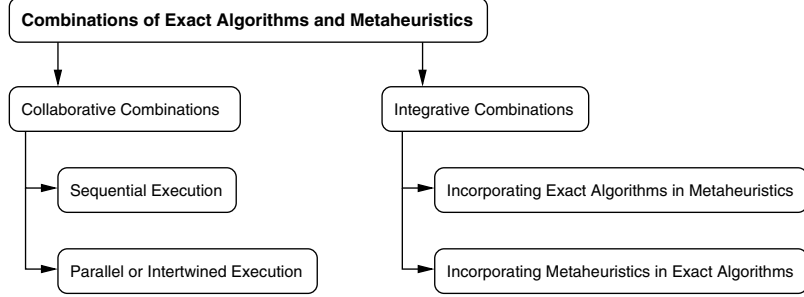 Combinations of Exact Algorithms and Metaheuristics
Collaborative Combinations
Integrative Combinations
Sequential Execution
Incorporating Exact Algorithms in Metaheuristics
Parallel or Intertwined Execution
Incorporating Metaheuristics in Exact Algorithms